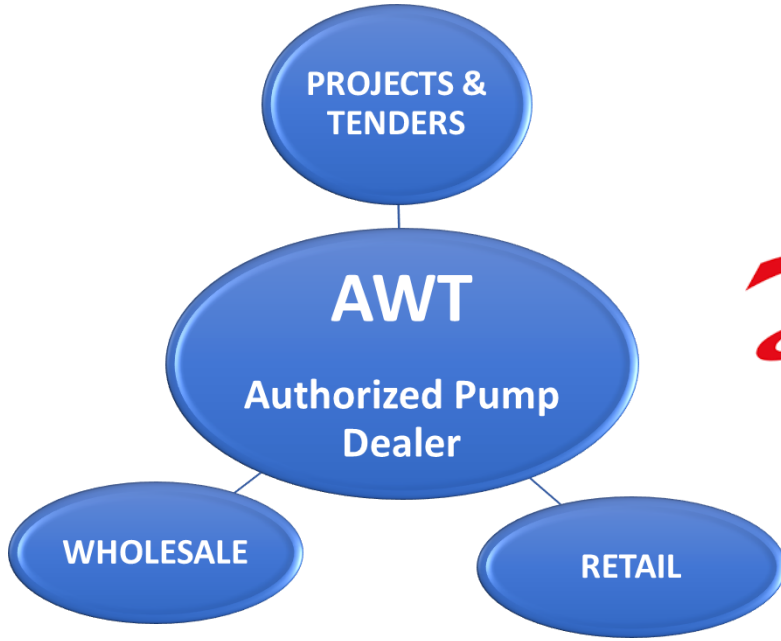 PROJECTS &
TENDERS
AWT
Authorized Pump
Dealer
WHOLESALE
RETAIL